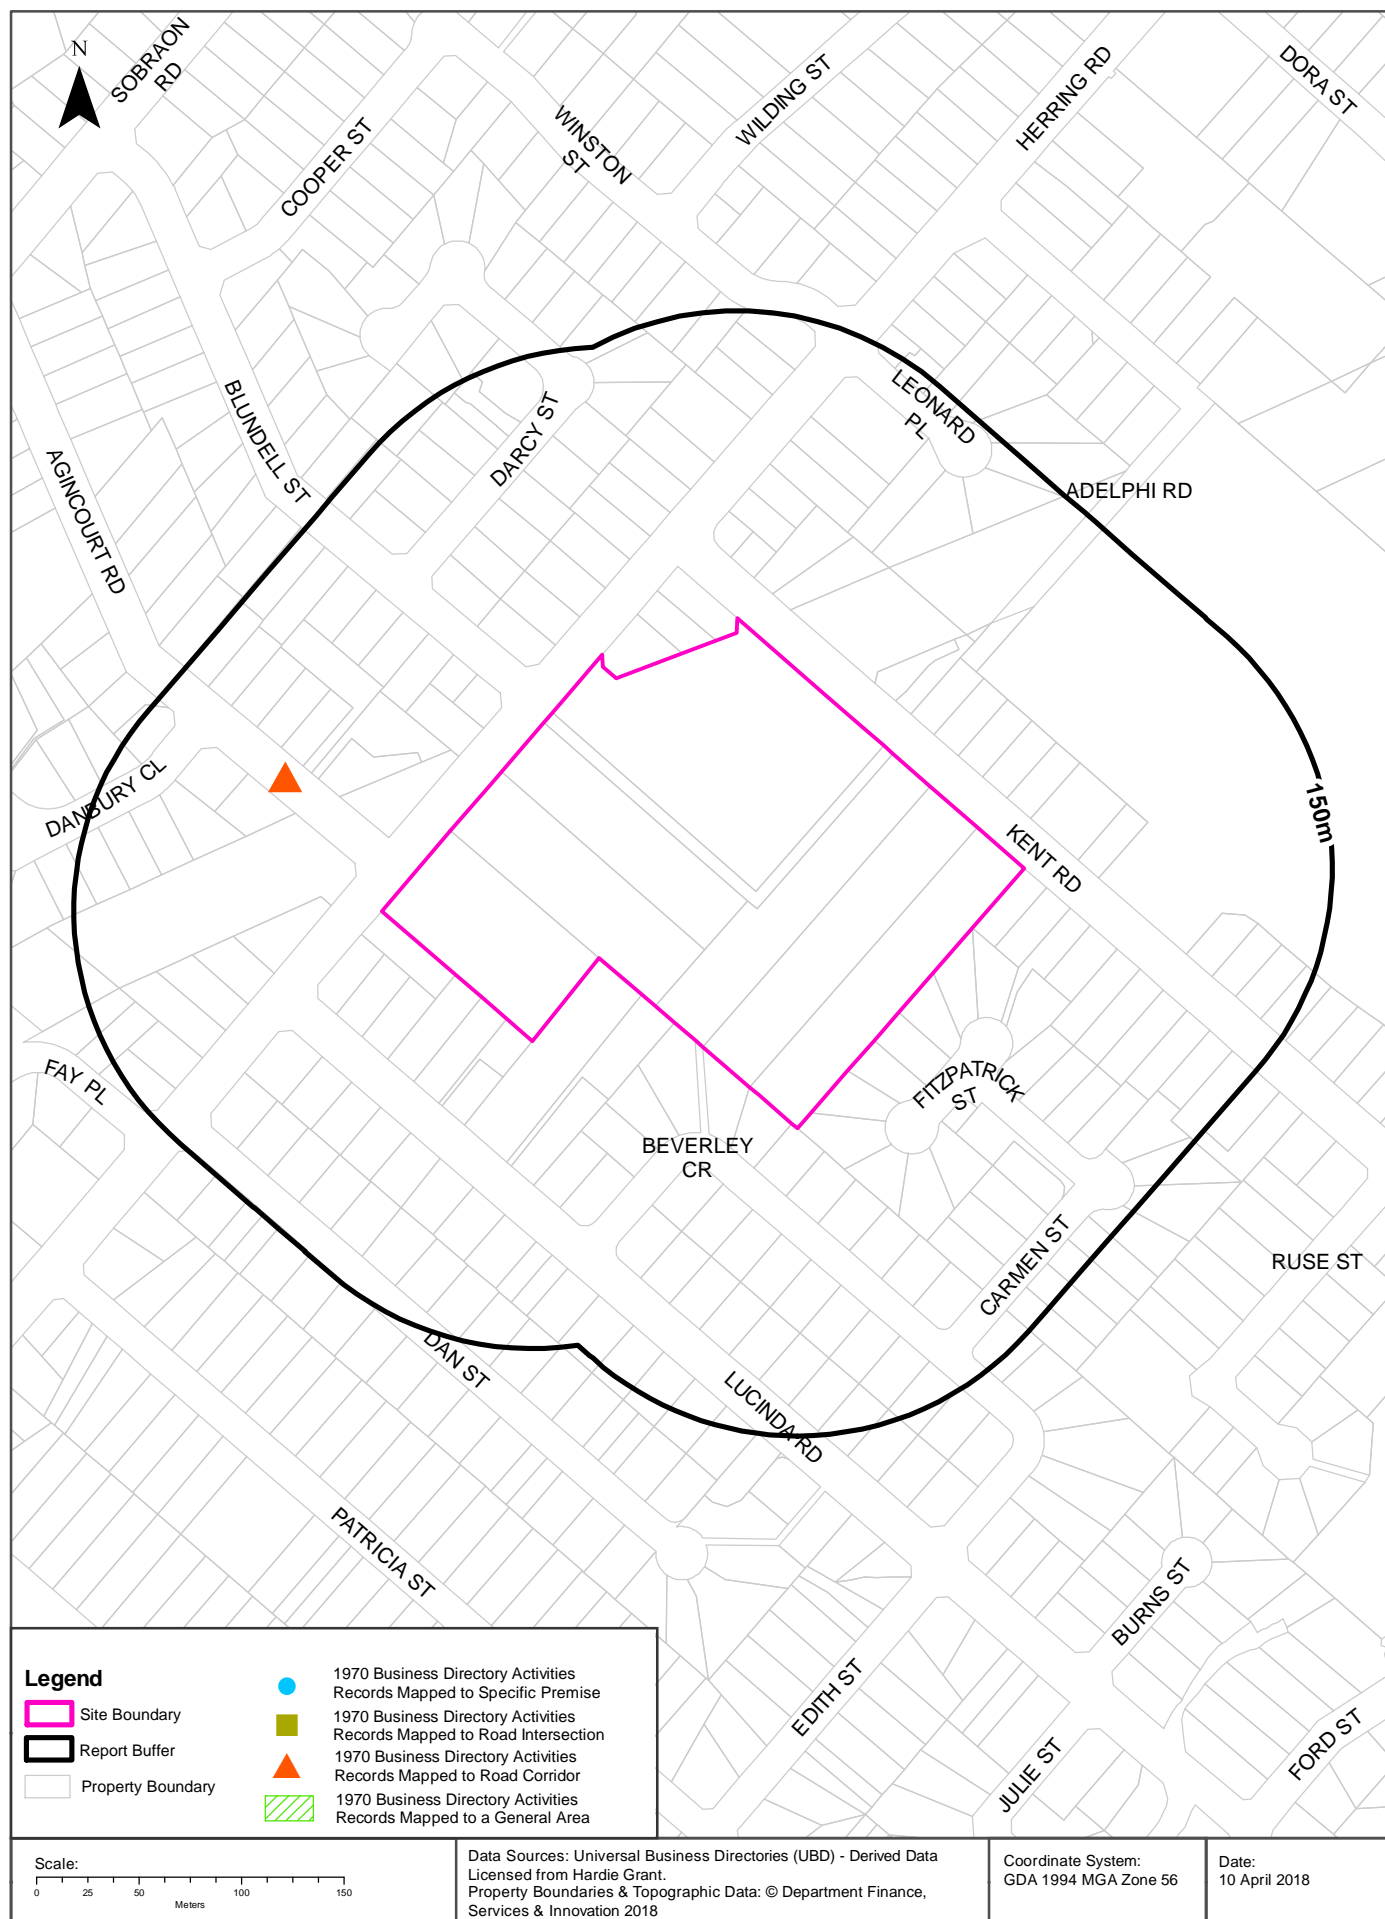 N
SOBRAON
RD
COOPER ST
WINSTON
ST
WILDING ST
HERRING RD
DORA ST
BLUNDELL ST
DARCY ST
LEONARD
PL
AGINCOURT RD
ADELPHI RD
DANBURY CL
150m
KENT RD
FAY PL
FITZPATRICK
ST
BEVERLEY
CR
CARMEN ST
RUSE ST
DAN ST
LUCINDA RD
PATRICIA ST
BURNS ST
EDITH ST
JULIE ST
FORD ST
Legend
Site Boundary
Report Buffer
Property Boundary
1970 Business Directory Activities
Records Mapped to Specific Premise
1970 Business Directory Activities
Records Mapped to Road Intersection
1970 Business Directory Activities
Records Mapped to Road Corridor
1970 Business Directory Activities
Records Mapped to a General Area
Scale:
0 25 50 100 150
Meters
Data Sources: Universal Business Directories (UBD) - Derived Data
Licensed from Hardie Grant.
Property Boundaries & Topographic Data: © Department Finance,
Services & Innovation 2018
Coordinate System:
GDA 1994 MGA Zone 56
Date:
10 April 2018